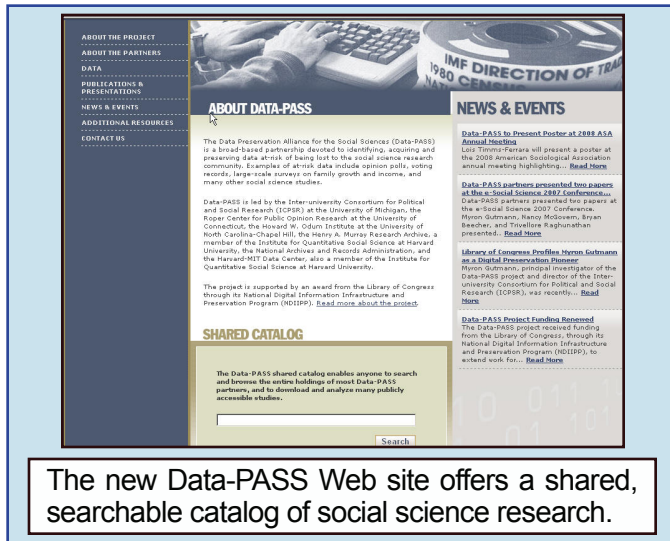 ABOUT THE PROJECT
ABOUT THE PARTNERS
DATA
PUBLICATIONS &
PRESENTATIONS
NEWS & EVENTS
ADDITIONAL RESOURCES
CONTACT US
IMF DIRECTION OF TRAD
1980 CENSUS
NAT
ABOUT DATA-PASS
The Data Preservation Alliance for the Social Sciences (Data-PASS)
is a broad-based partnership devoted to identifying, acquiring and
preserving data at-risk of being lost to the social science research
community. Examples of at-risk data include opinion polls, voting
records, large-scale surveys on family growth and income, and
many other social science studies.
Data-PASS is led by the Inter-university Consortium for Political
and Social Research (ICPSR) at the University of Michigan, the
Roper Center for Public Opinion Research at the University of
Connecticut, the Howard W. Odum Institute at the University of
North Carolina-Chapel Hill, the Henry A. Murray Research Archive, a
member of the Institute for Quantitative Social Science at Harvard
University, the National Archives and Records Administration, and
the Harvard-MIT Data Center, also a member of the Institute for
Quantitative Social Science at Harvard University.
The project is supported by an award from the Library of Congress
through its National Digital Information Infrastructure and
Preservation Program (NDIIPP). Read more about the project.
SHARED CATALOG
The Data-PASS shared catalog enables anyone to search
and browse the entire holdings of most Data-PASS
partners, and to download and analyze many publicly
accessible studies.
Search
NEWS & EVENTS
Data-PASS to Present Poster at 2008 ASA
Annual Meeting
Lois Timms-Ferrara will present a poster at
the 2008 American Sociological Association
annual meeting highlighting... Read More
Data-PASS partners presented two papers
at the e-Social Science 2007 Conference...
Data-PASS partners presented two papers at
the e-Social Science 2007 Conference.
Myron Gutmann, Nancy McGovern, Bryan
Beecher, and Trivellore Raghunathan
presented.. Read More
Library of Congress Profiles Myron Gutmann
as a Digital Preservation Pioneer
Myron Gutmann, principal investigator of the
Data-PASS project and director of the Inter-
university Consortium for Political and Social
Research (ICPSR), was recently... Read
More
Data-PASS Project Funding Renewed
The Data-PASS project received funding
from the Library of Congress, through its
National Digital Information Infrastructure
and Preservation Program (NDIIPP), to
extend work for... Read More
The new Data-PASS Web site offers a shared,
searchable catalog of social science research.